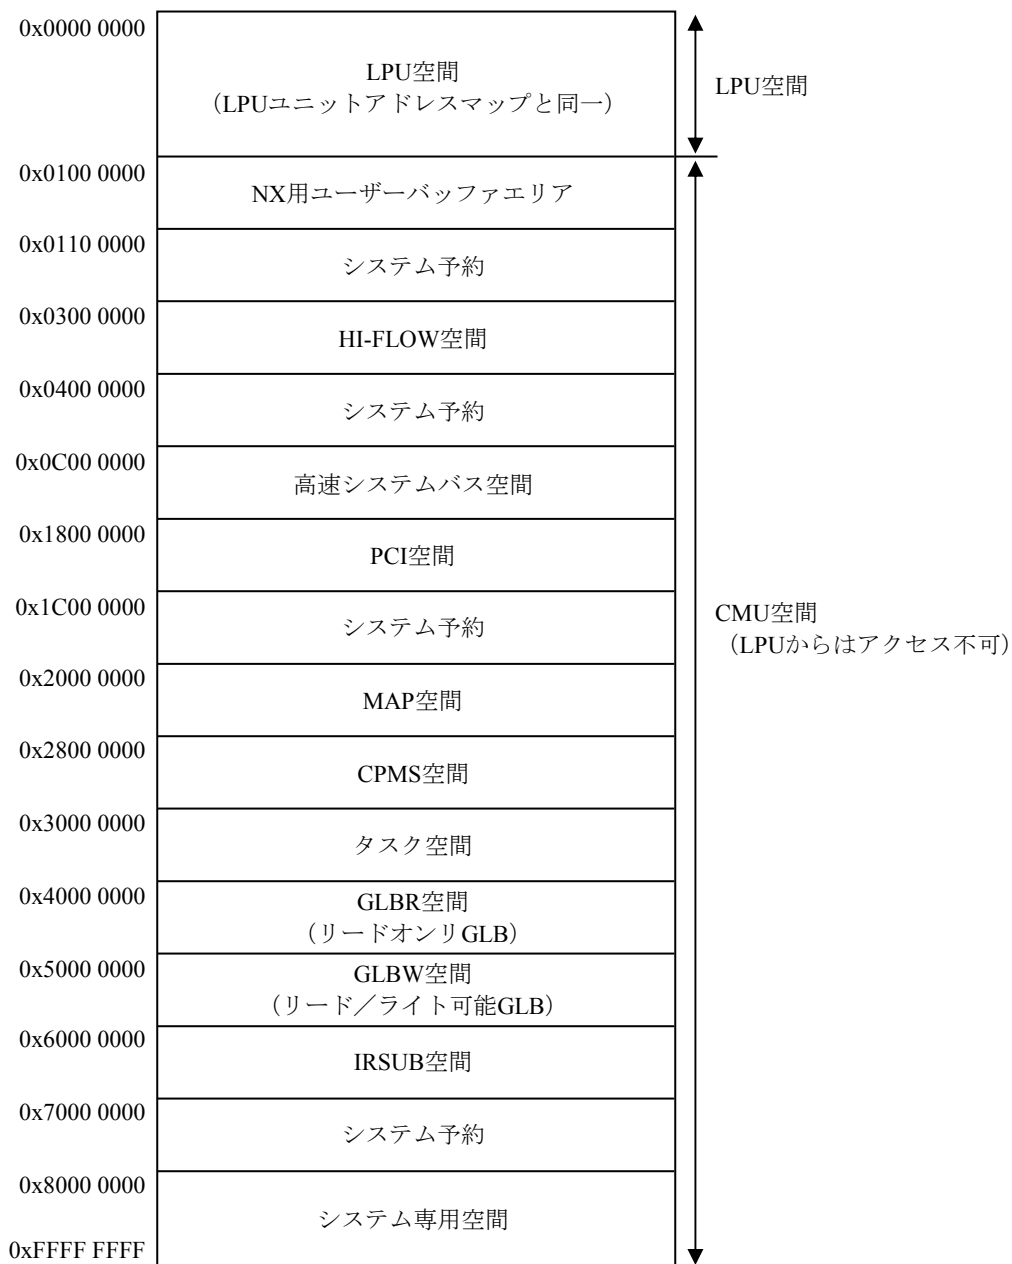 0x0000 0000
LPU空間
（LPUユニットアドレスマップと同一）
LPU空間
0x0100 0000
NX用ユーザーバッファエリア
0x0110 0000
システム予約
0x0300 0000
HI-FLOW空間
0x0400 0000
システム予約
0x0C00 0000
高速システムバス空間
0x1800 0000
PCI空間
0x1C00 0000
システム予約
CMU空間
（LPUからはアクセス不可）
0x2000 0000
MAP空間
0x2800 0000
CPMS空間
0x3000 0000
タスク空間
0x4000 0000
GLBR空間
（リードオンリGLB）
0x5000 0000
GLBW空間
（リード／ライト可能GLB）
0x6000 0000
IRSUB空間
0x7000 0000
システム予約
0x8000 0000
システム専用空間
0xFFFF FFFF